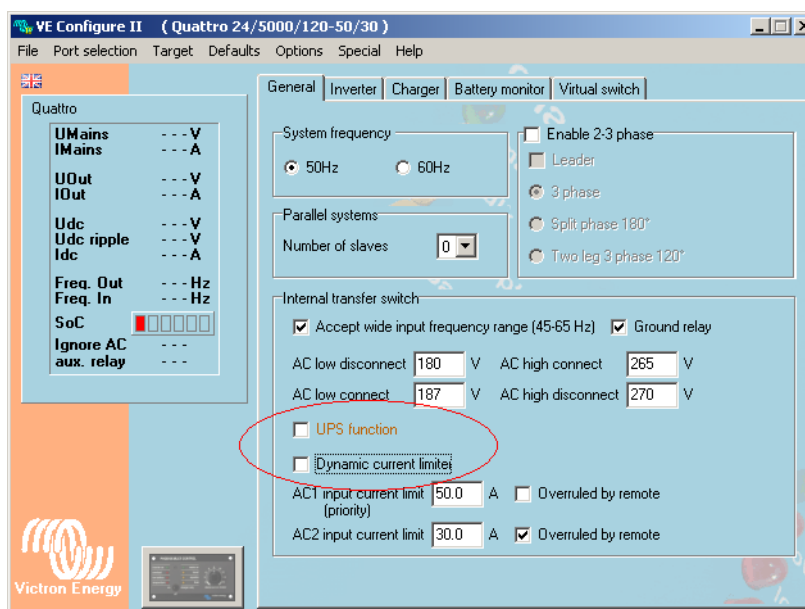 VE Configure II ( Quattro 24/5000/120-50/30 )
File Port selection Target Defaults Options Special Help
Quattro
UMains - - - V
IMains - - - A
UOut - - - V
IOut - - - A
Udc - - - V
Udc ripple - - - V
Idc - - - A
Freq. Out - - - Hz
Freq. In - - - Hz
SoC
Ignore AC - - -
aux. relay - - -
Victron Energy
General Inverter Charger Battery monitor Virtual switch
System frequency
50Hz 60Hz
Parallel systems
Number of slaves 0
Enable 2-3 phase
Leader
3 phase
Split phase 180°
Two leg 3 phase 120°
Internal transfer switch
Accept wide input frequency range (45-65 Hz) Ground relay
AC low disconnect 180 V AC high connect 265 V
AC low connect 187 V AC high disconnect 270 V
UPS function
Dynamic current limiter
AC1 input current limit 50.0 A Overruled by remote
(priority)
AC2 input current limit 30.0 A Overruled by remote